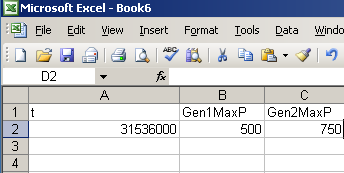 Microsoft Excel - Book6
File Edit View Insert Format Tools Data Window
D2 fx
A B C
1 t Gen1MaxP Gen2MaxP
2 31536000 500 750
3
4